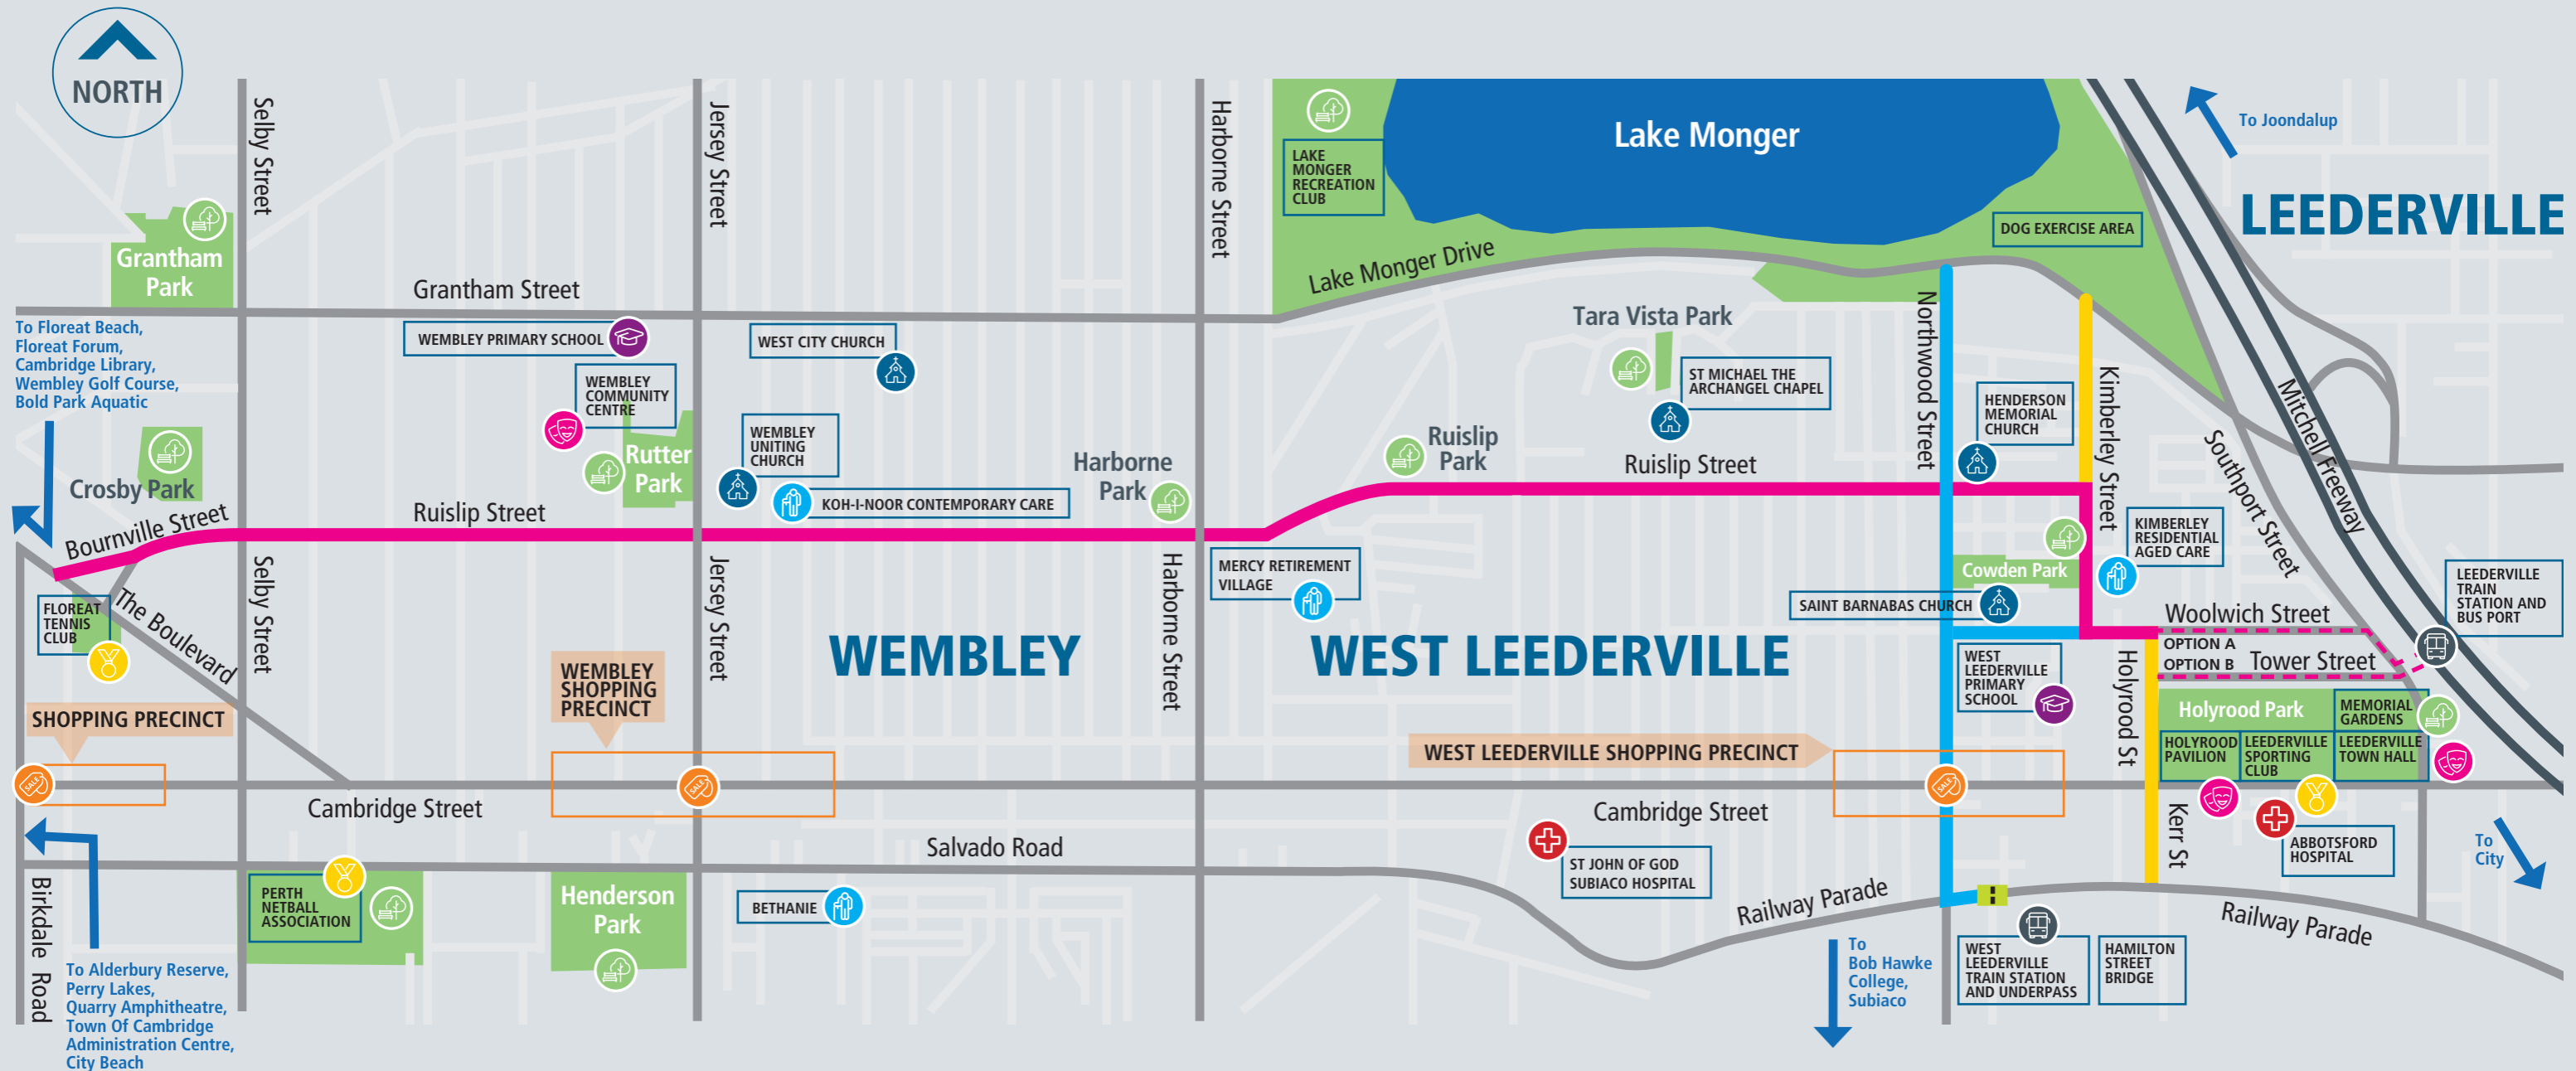 NORTH
Selby Street
Jersey Street
Harborne Street
LAKE
MONGER
RECREATION
CLUB
Lake Monger
To Joondalup
LEEDERVILLE
DOG EXERCISE AREA
Lake Monger Drive
Grantham
Park
Grantham Street
To Floreat Beach,
Floreat Forum,
Cambridge Library,
Wembley Golf Course,
Bold Park Aquatic
WEMBLEY PRIMARY SCHOOL
WEST CITY CHURCH
WEMBLEY
COMMUNITY
CENTRE
WEMBLEY
UNITING
CHURCH
Rutter
Park
KOH-I-NOOR CONTEMPORARY CARE
Harborne
Park
Tara Vista Park
ST MICHAEL THE
ARCHANGEL CHAPEL
Ruislip
Park
Ruislip Street
Northwood Street
HENDERSON
MEMORIAL
CHURCH
Kimberley Street
Southport Street
Mitchell Freeway
Crosby Park
Bournville Street
Ruislip Street
FLOREAT
TENNIS
CLUB
The Boulevard
Selby Street
Jersey Street
Harborne Street
MERCY RETIREMENT
VILLAGE
KIMBERLEY
RESIDENTIAL
AGED CARE
Cowden Park
SAINT BARNABAS CHURCH
LEEDERVILLE
TRAIN
STATION AND
BUS PORT
Woolwich Street
OPTION A
OPTION B
Tower Street
WEMBLEY
WEST LEEDERVILLE
WEST
LEEDERVILLE
PRIMARY
SCHOOL
Holyrood St
Holyrood Park
MEMORIAL
GARDENS
HOLYROOD
PAVILION
LEEDERVILLE
SPORTING
CLUB
LEEDERVILLE
TOWN HALL
SHOPPING PRECINCT
WEMBLEY
SHOPPING
PRECINCT
WEST LEEDERVILLE SHOPPING PRECINCT
SALE
SALE
SALE
Cambridge Street
Cambridge Street
Salvado Road
Kerr St
ABBOTSFORD
HOSPITAL
To
City
ST JOHN OF GOD
SUBIACO HOSPITAL
Railway Parade
Railway Parade
Birkdale Road
PERTH
NETBALL
ASSOCIATION
Henderson
Park
BETHANIE
To
Bob Hawke
College,
Subiaco
WEST
LEEDERVILLE
TRAIN STATION
AND UNDERPASS
HAMILTON
STREET
BRIDGE
To Alderbury Reserve,
Perry Lakes,
Quarry Amphitheatre,
Town Of Cambridge
Administration Centre,
City Beach